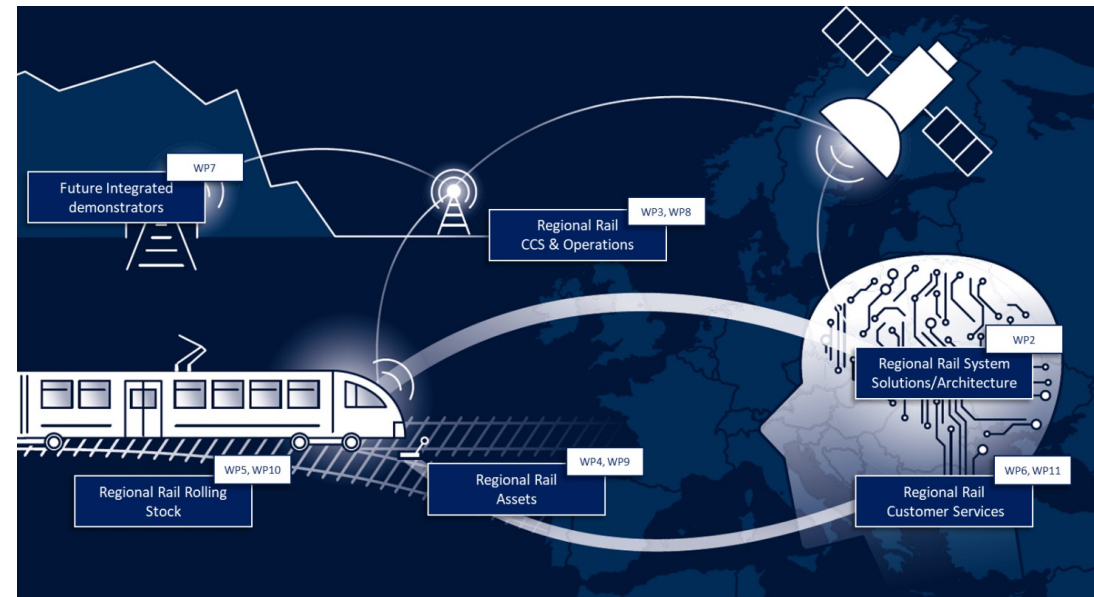 WP7
Future Integrated
demonstrators
WP3, WP8
Regional Rail
CCS & Operations
WP2
Regional Rail System
Solutions/Architecture
WP5, WP10
Regional Rail Rolling
Stock
WP4, WP9
Regional Rail
Assets
WP6, WP11
Regional Rail
Customer Services